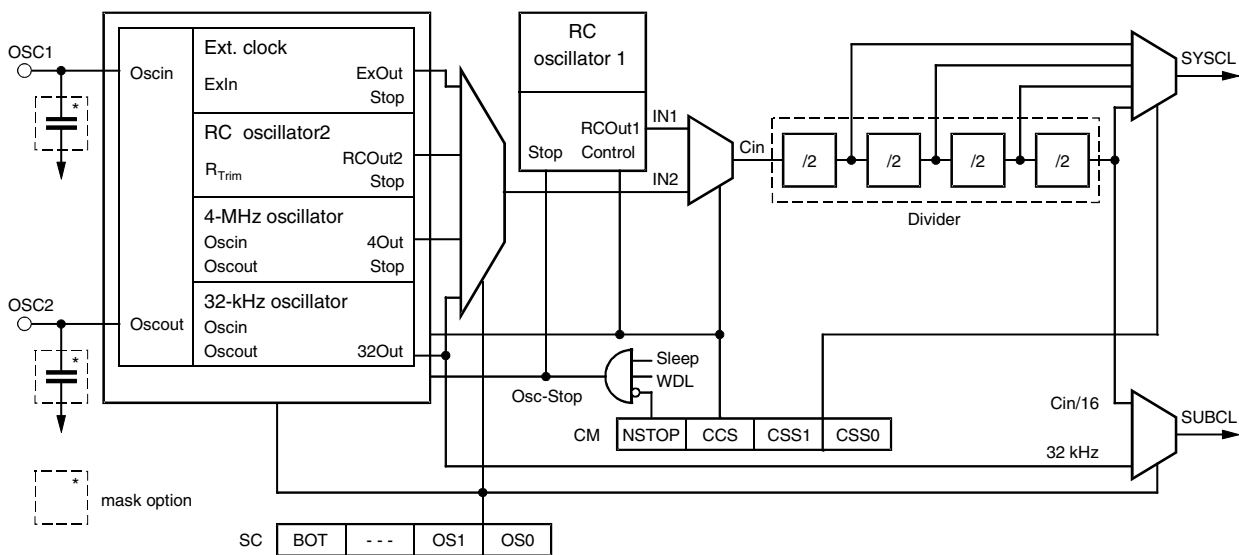 OSC1
Oscin
*
OSC2
Oscout
*
*
mask option
Ext. clock
ExIn
ExOut
Stop
RC oscillator2
RTrim
RCOut2
Stop
4-MHz oscillator
Oscin
Oscout
4Out
Stop
32-kHz oscillator
Oscin
Oscout
32Out
RC
oscillator 1
RCOut1
Stop Control
IN1
IN2
Cin
/2 /2 /2 /2
Divider
SYSCL
Sleep
WDL
Osc-Stop
CM NSTOP CCS CSS1 CSS0
Cin/16
32 kHz
SUBCL
SC BOT - - - OS1 OS0